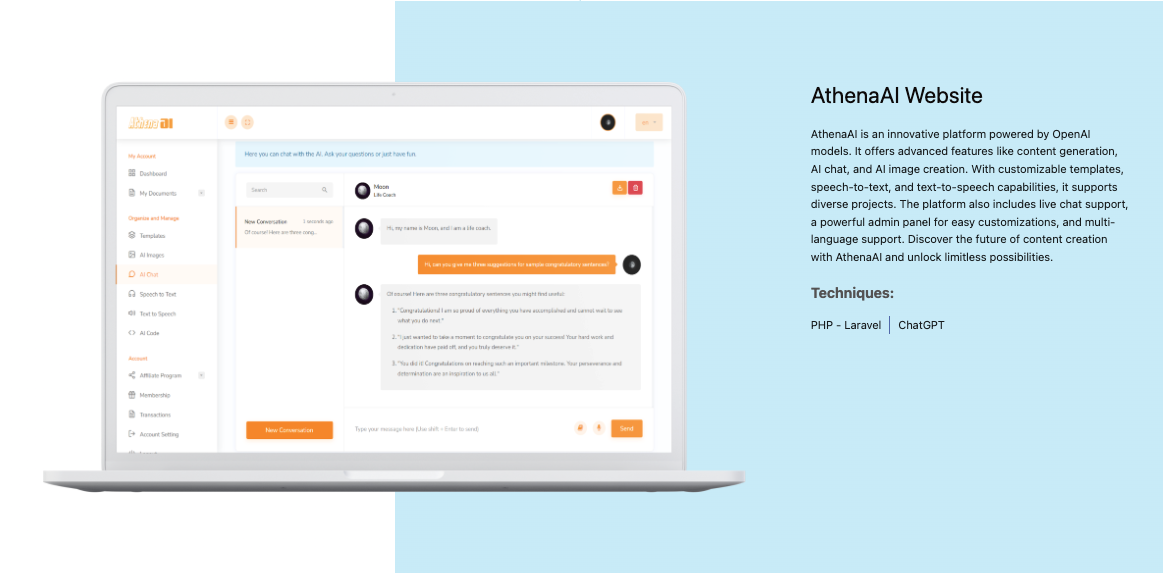 Athena aI
en
My Account
Dashboard
My Documents
Organize and Manage
Templates
AI Images
AI Chat
Speech to Text
Text to Speech
AI Code
Account
Affiliate Program
Membership
Transactions
Account Setting
Here you can chat with the AI. Ask your questions or just have fun.
Search
New Conversation 3 seconds ago
Of course! Here are three cong...
New Conversation
Moon
Life Coach
Hi, my name is Moon, and I am a life coach.
Hi, can you give me three suggestions for sample congratulatory sentences?
Of course! Here are three congratulatory sentences you might find useful:
1. "Congratulations! I am so proud of everything you have accomplished and cannot wait to see
what you do next."
2. "I just wanted to take a moment to congratulate you on your success! Your hard work and
dedication have paid off, and you truly deserve it."
3. "You did it! Congratulations on reaching such an important milestone. Your perseverance and
determination are an inspiration to us all."
Type your message here (Use shift + Enter to send)
Send
AthenaAI Website
AthenaAI is an innovative platform powered by OpenAI
models. It offers advanced features like content generation,
AI chat, and AI image creation. With customizable templates,
speech-to-text, and text-to-speech capabilities, it supports
diverse projects. The platform also includes live chat support,
a powerful admin panel for easy customizations, and multi-
language support. Discover the future of content creation
with AthenaAI and unlock limitless possibilities.
Techniques:
PHP - Laravel | ChatGPT